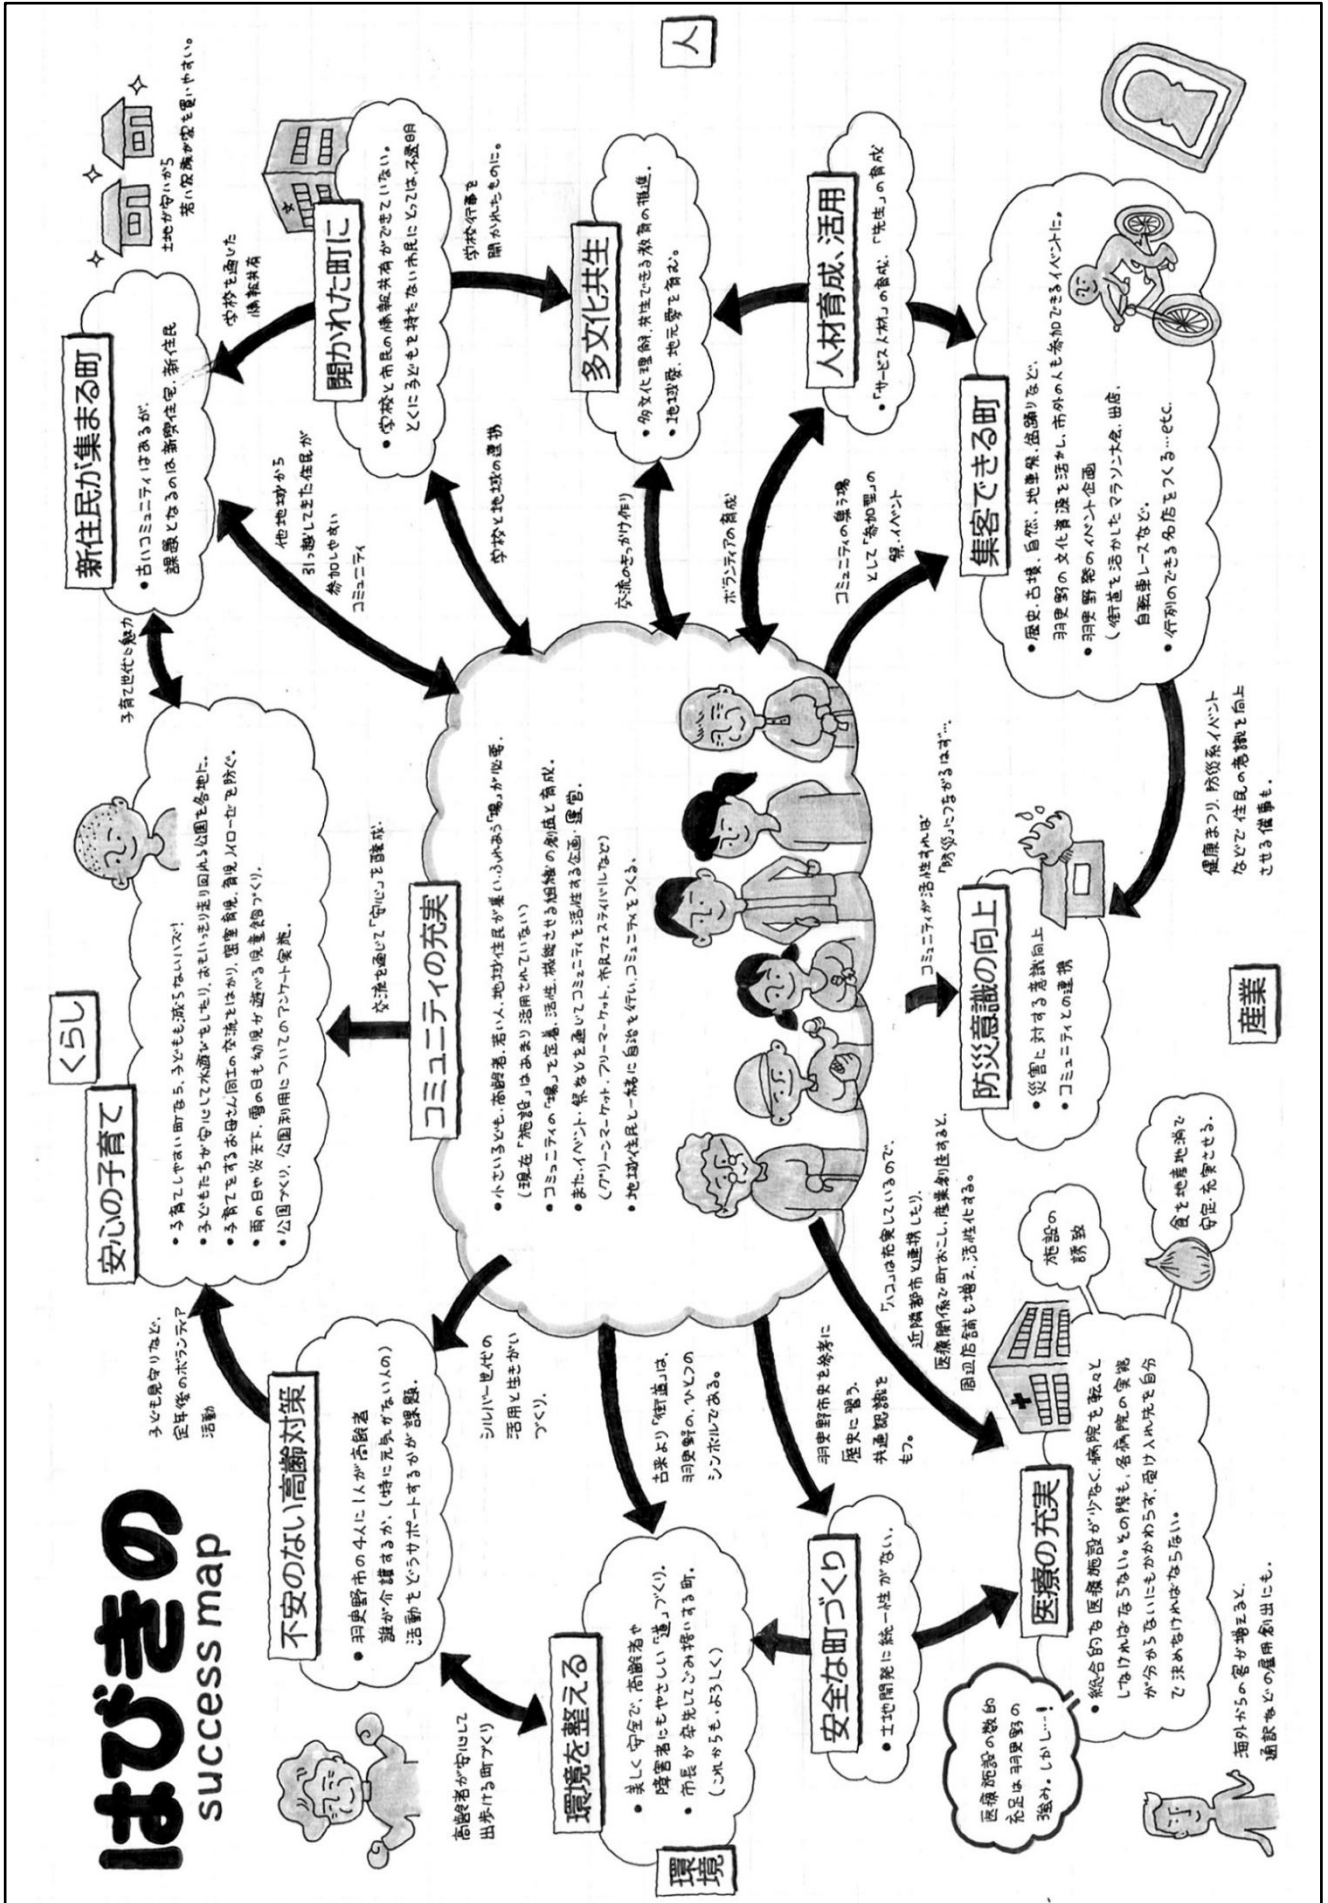 はびきの
success map
くらし
安心の子育て
・子育てしやすい町なら、子どもも減らないハズ!
・子どもたちが安心して水遊びをしたり、おもいっきり走り回れる公園を各地に。
・子育てをするお母さん同士の交流をはかり、密室育児、育児ノイローゼを防ぐ。
・雨の日や炎天下、雪の日も幼児が遊べる児童館づくり。
・公園づくり、公園利用についてのアンケート実施。
子育て世代に魅力
新住民が集まる町
・古いコミュニティはあるが、
課題となるのは新興住宅、新住民
土地が安いから
若い家族が家を買いやすい。
学校を通した
情報共有
開かれた町に
・学校と市民の情報共有ができていない。
とくに子どもを持たない市民にとっては、不透明
学校行事を
開かれたものに。
人
多文化共生
・多文化理解、共生できる教育の推進。
・地域愛、地元愛を育む。
人材育成、活用
・「サービス人材」の育成、「先生」の育成
集客できる町
・歴史、古墳、自然、地車祭、盆踊りなど、
羽曳野の文化資源を活かし、市外の人も参加できるイベントに。
・羽曳野発のイベント企画
(街道を活かしたマラソン大会、出店、
自転車レースなど。
・行列のできる名店をつくる…etc.
他地域から
引っ越してきた住民が
参加しやすい
コミュニティ
学校と地域の連携
交流のきっかけ作り
ボランティアの育成
コミュニティの集う場
として「参加型」の
祭、イベント
交流を通じて「安心」を醸成。
コミュニティの充実
・小さい子ども、高齢者、若い人、地域住民が集い、ふれあう「場」が必要。
(現在「施設」はあまり活用されていない)
・コミュニティの「場」を定義、活性、機能させる組織の創造と育成。
・また、イベント・祭などを通じてコミュニティを活性する企画・運営。
(グリーンマーケット、フリーマーケット、市民フェスティバルなど)
・地域住民と一緒に自治を行い、コミュニティをつくる。
コミュニティが活性すれば
「防災」につながるはず…
防災意識の向上
・災害に対する意識向上
・コミュニティとの連携
健康まつり、防災系イベント
などで住民の意識を向上
させる催事も。
産業
子ども見守りなど、
定年後のボランティア
活動
不安のない高齢対策
・羽曳野市の4人に1人が高齢者
誰が介護するか、(特に元気がない人の)
活動をどうサポートするかが課題。
シルバー世代の
活用と生きがい
づくり。
高齢者が安心して
出歩ける町づくり
環境を整える
環境
・美しく安全で、高齢者や
障害者にもやさしい「道」づくり。
・市長が率先してごみ拾いする町。
(これからも、よろしく)
古来より「街道」は、
羽曳野の、ひとつの
シンボルである。
羽曳野市史を参考に
歴史に習う。
共通認識を
もつ。
安全な町づくり
・土地開発に統一性がない。
「ハコ」は充実しているので、
近隣都市と連携したり、
医療関係で町おこし、産業創造すると、
周辺店舗も増え、活性化する。
医療の充実
・総合的な医療施設が少なく、病院を転々と
しなければならない。その際も、各病院の実施
が分からないにもかかわらず、受け入れ先を自分
で決めなければならない。
施設の
誘致
食を地産地消で
安定・充実させる。
医療施設の数的
充足は羽曳野の
強み。しかし…!
海外からの客が増えると、
通訳などの雇用創出にも。